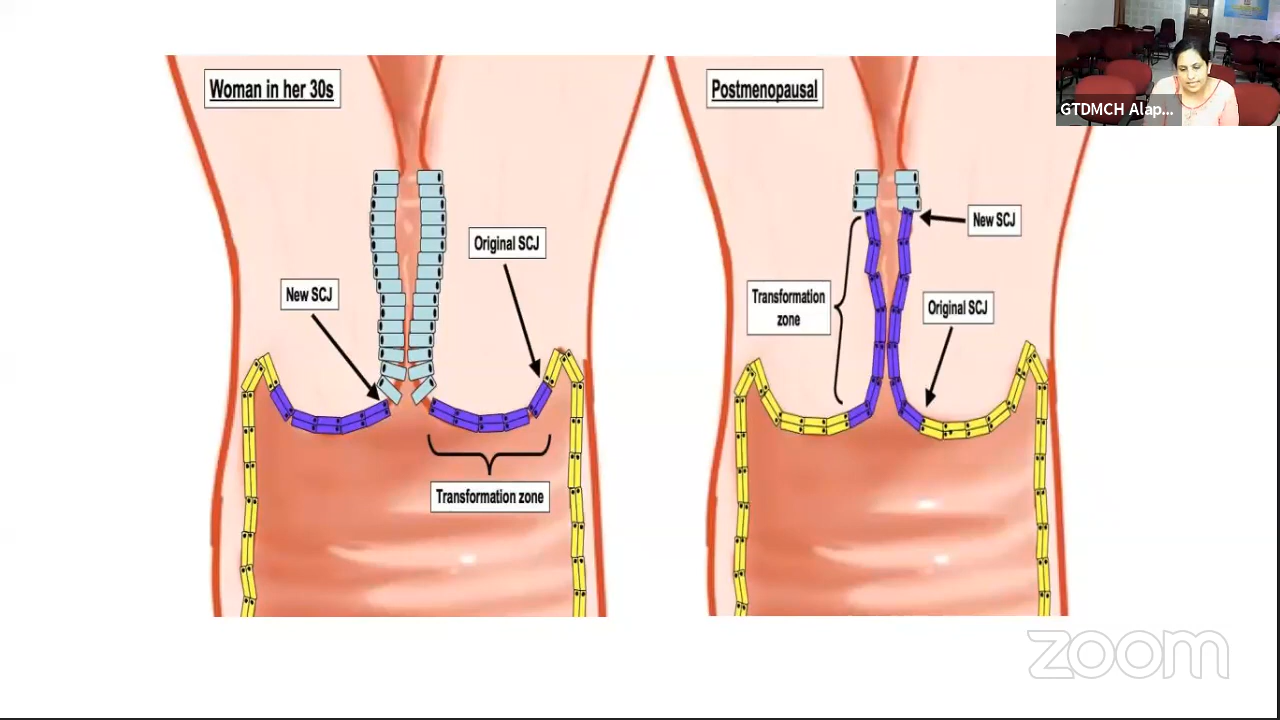 GTDMCH Alap...
Woman in her 30s
Original SCJ
New SCJ
Transformation zone
Postmenopausal
New SCJ
Transformation
zone
Original SCJ
zoom